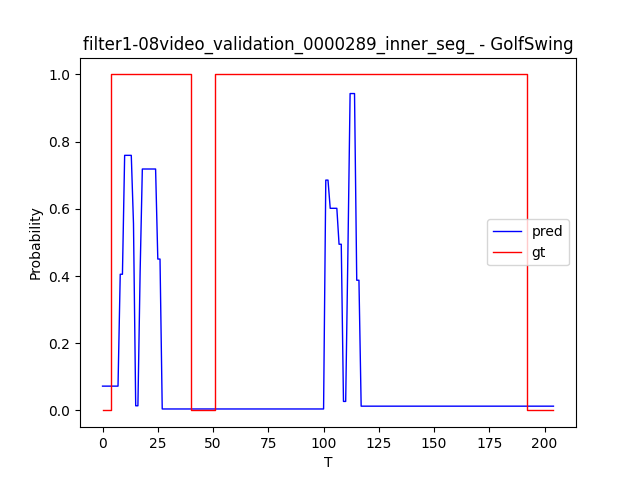 filter1-08video_validation_0000289_inner_seg_ - GolfSwing
1.0
0.8
0.6
0.4
0.2
0.0
Probability
pred
gt
0 25 50 75 100 125 150 175 200
T